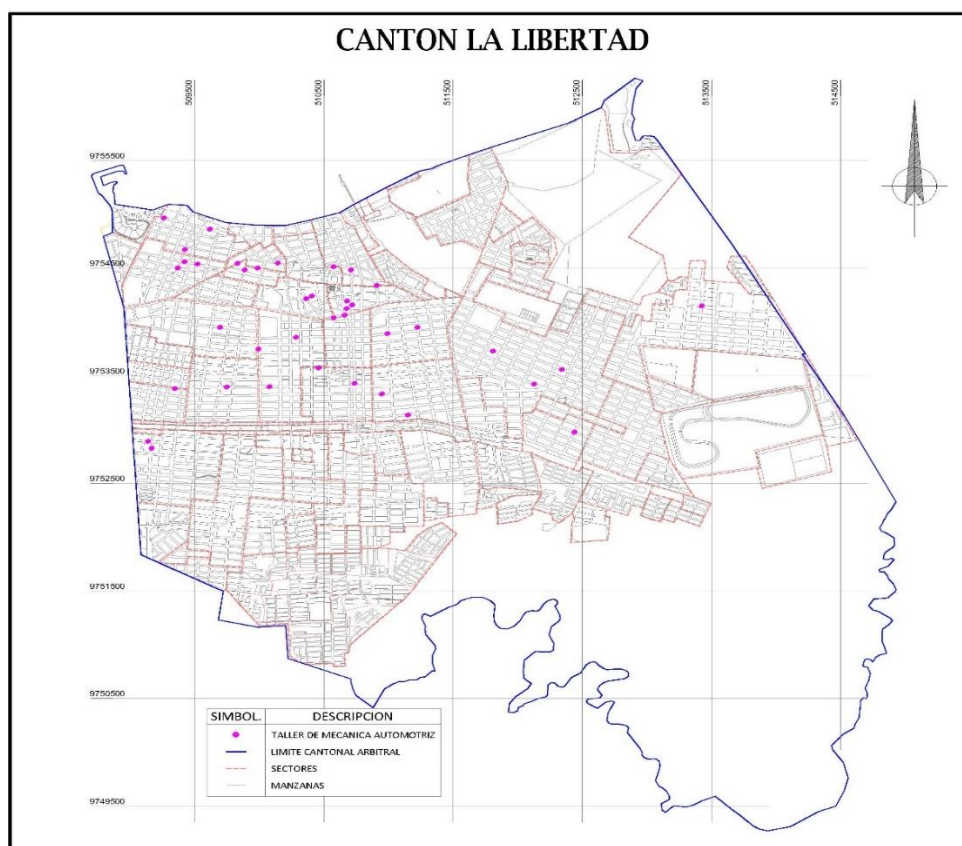 CANTON LA LIBERTAD
509500
510500
511500
512500
513500
514500
9755500
9754500
9753500
9752500
9751500
9750500
9749500
SIMBOL. DESCRIPCION
TALLER DE MECANICA AUTOMOTRIZ
LIMITE CANTONAL ARBITRAL
SECTORES
MANZANAS